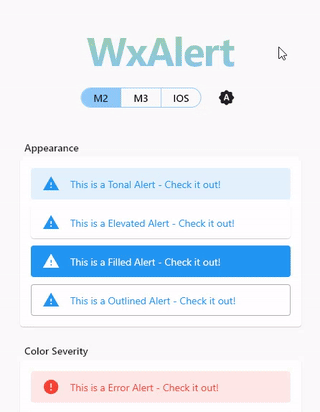 WxAlert
M2 M3 IOS A
Appearance
This is a Tonal Alert - Check it out!
This is a Elevated Alert - Check it out!
This is a Filled Alert - Check it out!
This is a Outlined Alert - Check it out!
Color Severity
This is a Error Alert - Check it out!